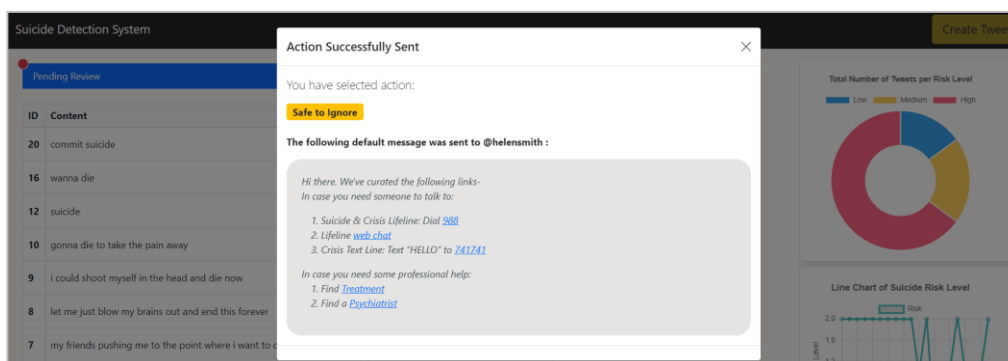 Suicide Detection System
Create Twee
Action Successfully Sent
You have selected action:
Safe to Ignore
The following default message was sent to @helensmith :
Hi there. We've curated the following links-
In case you need someone to talk to:
1. Suicide & Crisis Lifeline: Dial 988
2. Lifeline web chat
3. Crisis Text Line: Text "HELLO" to 741741
In case you need some professional help:
1. Find Treatment
2. Find a Psychiatrist
Pending Review
ID Content
20 commit suicide
16 wanna die
12 suicide
10 gonna die to take the pain away
9 i could shoot myself in the head and die now
8 let me just blow my brains out and end this forever
7 my friends pushing me to the point where i want to c
Total Number of Tweets per Risk Level
Low Medium High
Line Chart of Suicide Risk Level
Risk
2.0
1.6
Level